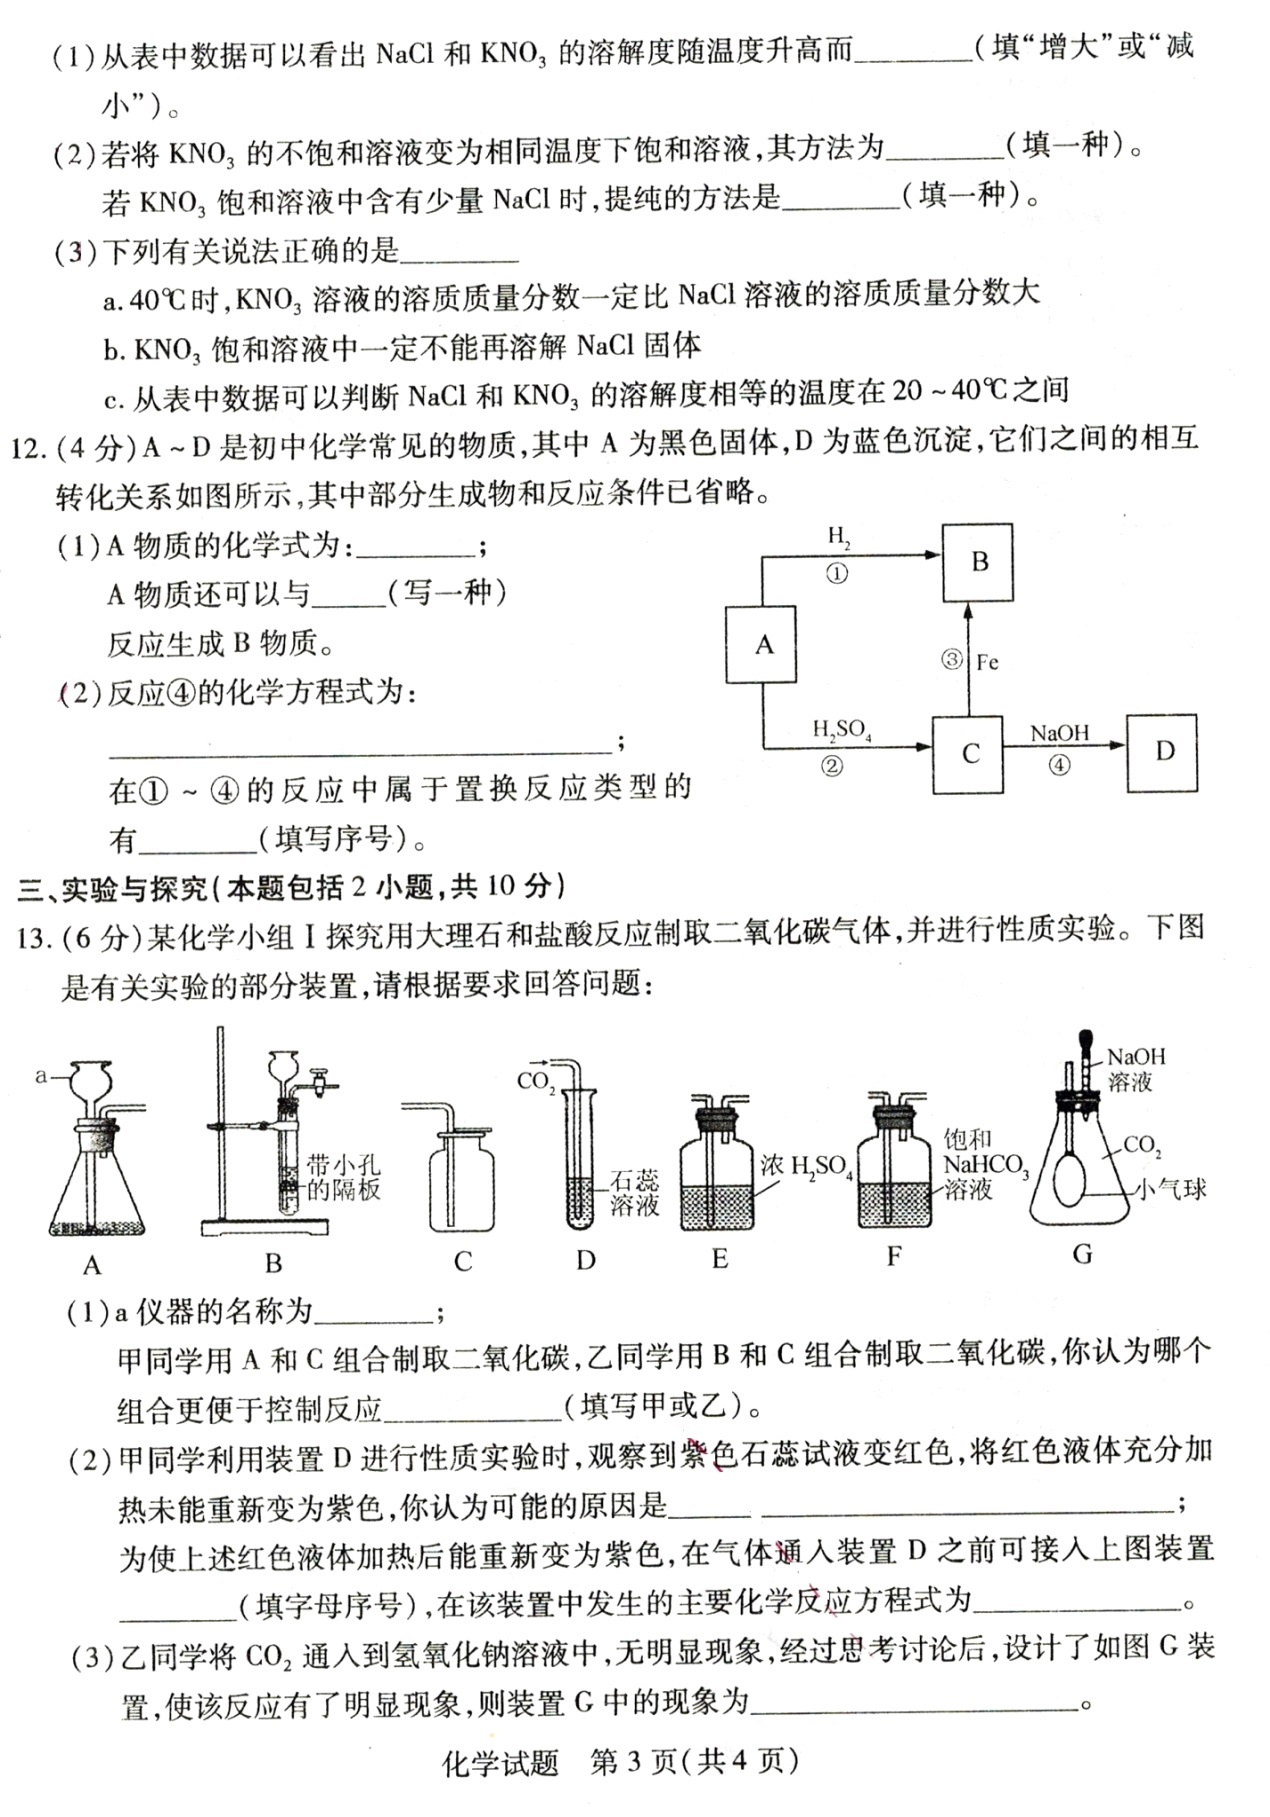 (1)从表中数据可以看出 NaCl 和 KNO₃ 的溶解度随温度升高而________(填“增大”或“减
小”)。
(2)若将 KNO₃ 的不饱和溶液变为相同温度下饱和溶液,其方法为________(填一种)。
若 KNO₃ 饱和溶液中含有少量 NaCl 时,提纯的方法是________(填一种)。
(3)下列有关说法正确的是________
a. 40℃时,KNO₃ 溶液的溶质质量分数一定比 NaCl 溶液的溶质质量分数大
b. KNO₃ 饱和溶液中一定不能再溶解 NaCl 固体
c. 从表中数据可以判断 NaCl 和 KNO₃ 的溶解度相等的温度在 20 ~ 40℃之间
12. (4 分)A ~ D 是初中化学常见的物质,其中 A 为黑色固体,D 为蓝色沉淀,它们之间的相互
转化关系如图所示,其中部分生成物和反应条件已省略。
(1)A 物质的化学式为:________;
A 物质还可以与_____(写一种)
反应生成 B 物质。
(2)反应④的化学方程式为:
__________________________________;
在① ~ ④的反应中属于置换反应类型的
有________(填写序号)。
H₂
①
B
A
③ Fe
H₂SO₄
②
C
NaOH
④
D
三、实验与探究(本题包括 2 小题,共 10 分)
13. (6 分)某化学小组 I 探究用大理石和盐酸反应制取二氧化碳气体,并进行性质实验。下图
是有关实验的部分装置,请根据要求回答问题:
a
带小孔
的隔板
CO₂
石蕊
溶液
浓 H₂SO₄
饱和
NaHCO₃
溶液
NaOH
溶液
CO₂
小气球
A B C D E F G
(1)a 仪器的名称为________;
甲同学用 A 和 C 组合制取二氧化碳,乙同学用 B 和 C 组合制取二氧化碳,你认为哪个
组合更便于控制反应____________(填写甲或乙)。
(2)甲同学利用装置 D 进行性质实验时,观察到紫色石蕊试液变红色,将红色液体充分加
热未能重新变为紫色,你认为可能的原因是______ ____________________________;
为使上述红色液体加热后能重新变为紫色,在气体通入装置 D 之前可接入上图装置
________(填字母序号),在该装置中发生的主要化学反应方程式为______________。
(3)乙同学将 CO₂ 通入到氢氧化钠溶液中,无明显现象,经过思考讨论后,设计了如图 G 装
置,使该反应有了明显现象,则装置 G 中的现象为______________________。
化学试题 第 3 页(共 4 页)